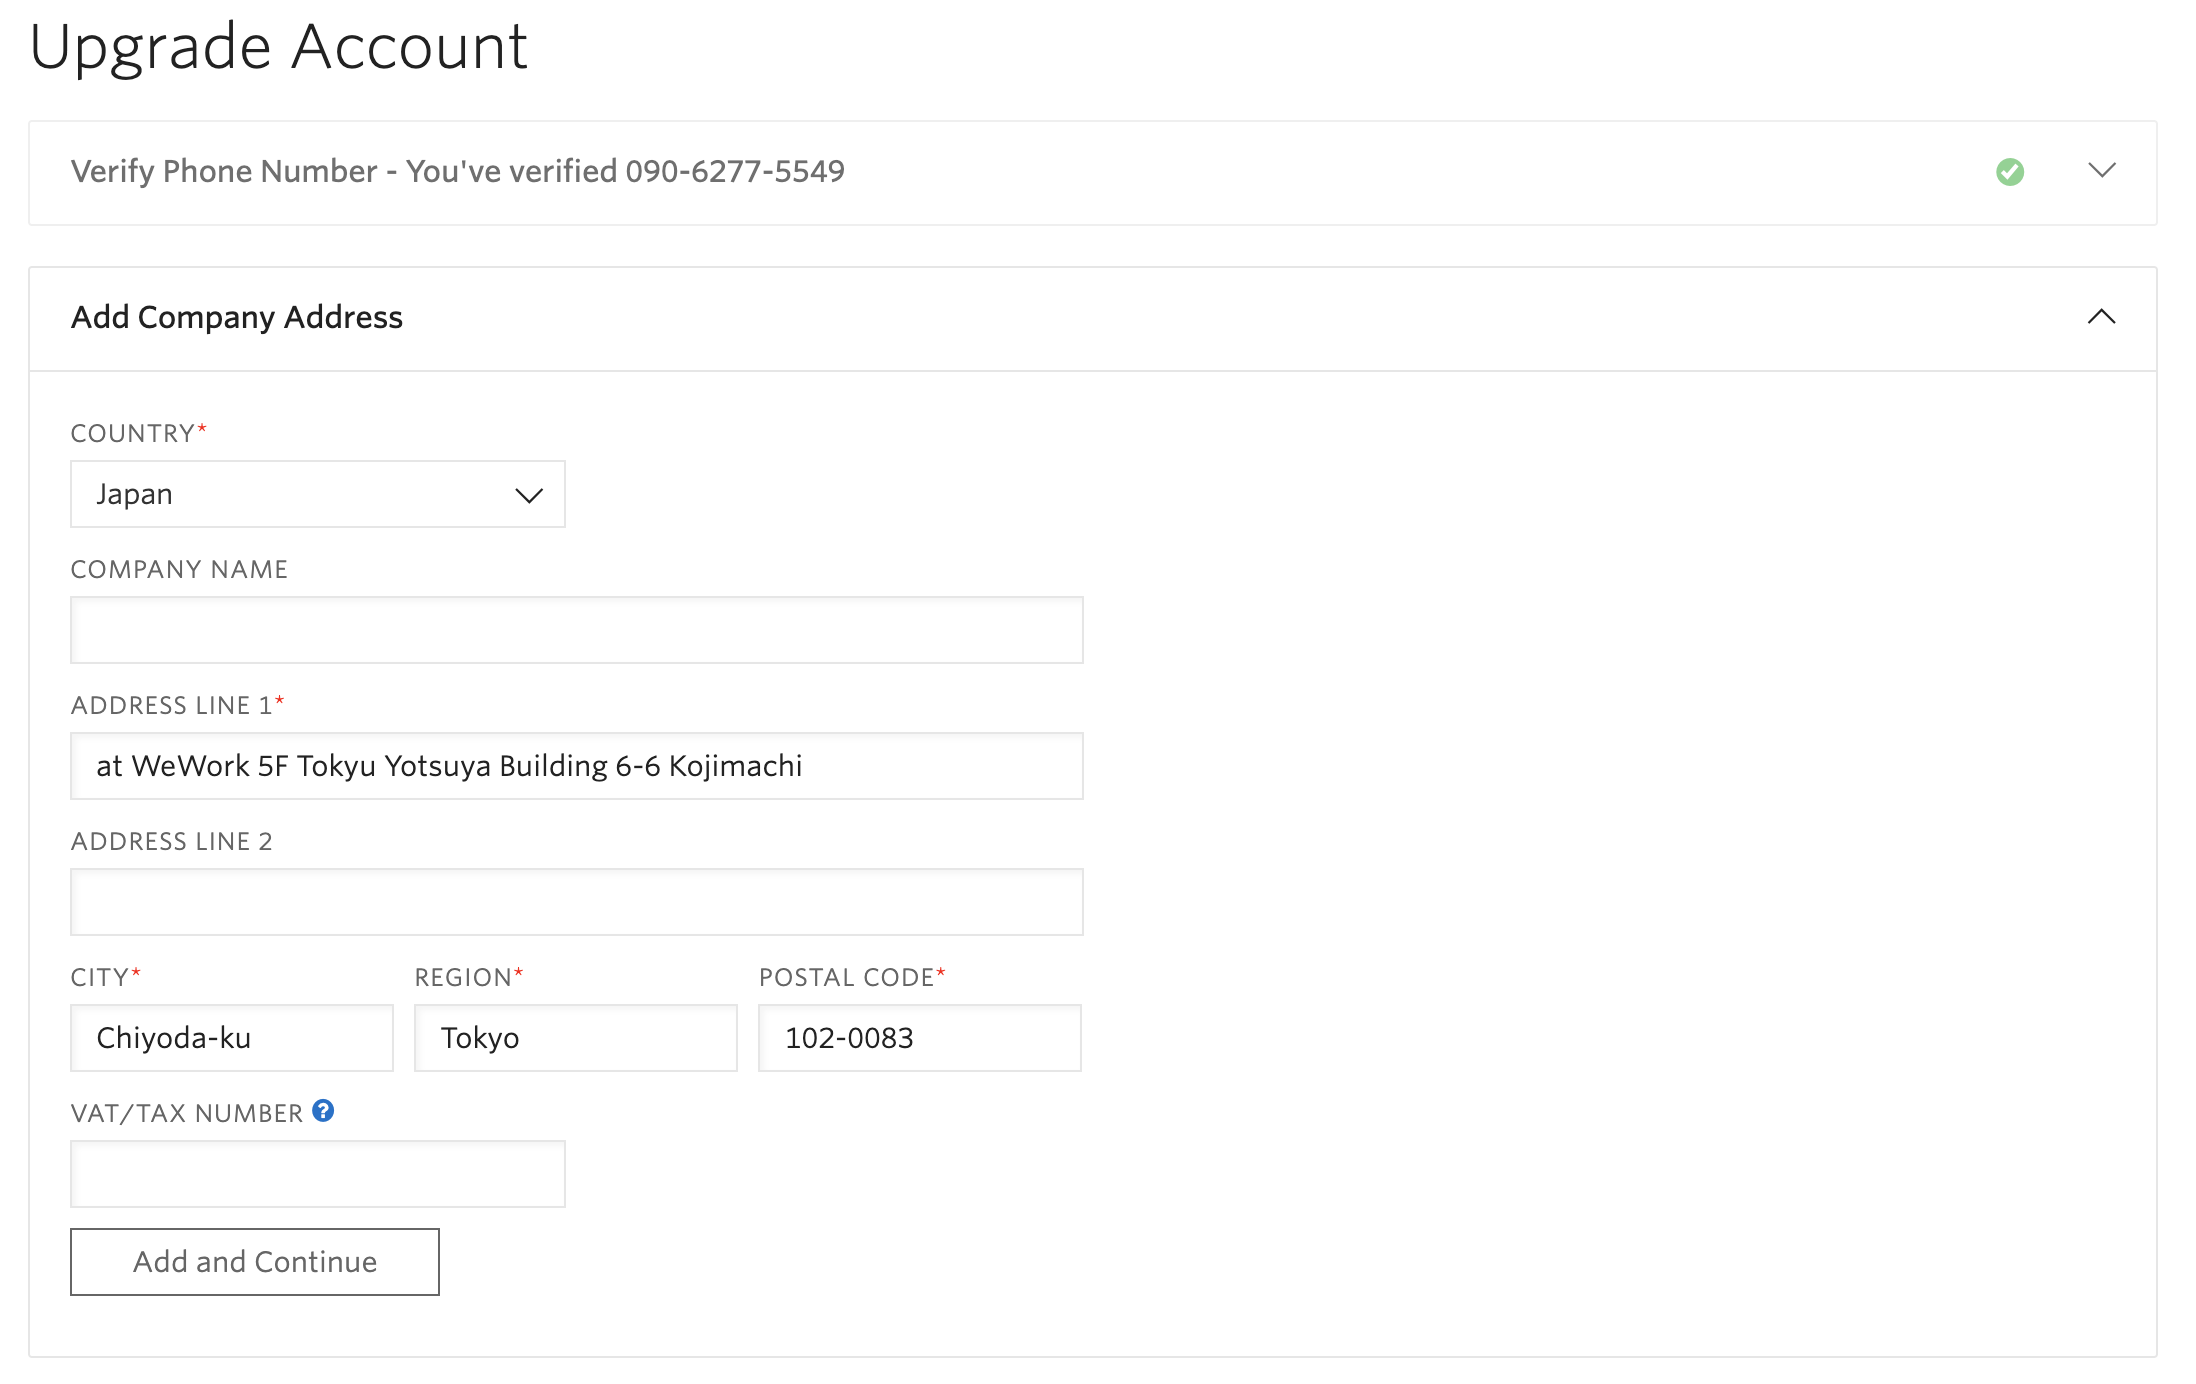 Upgrade Account
Verify Phone Number - You've verified 090-6277-5549
Add Company Address
COUNTRY*
Japan
COMPANY NAME
ADDRESS LINE 1*
at WeWork 5F Tokyu Yotsuya Building 6-6 Kojimachi
ADDRESS LINE 2
CITY* REGION* POSTAL CODE*
Chiyoda-ku Tokyo 102-0083
VAT/TAX NUMBER ?
Add and Continue